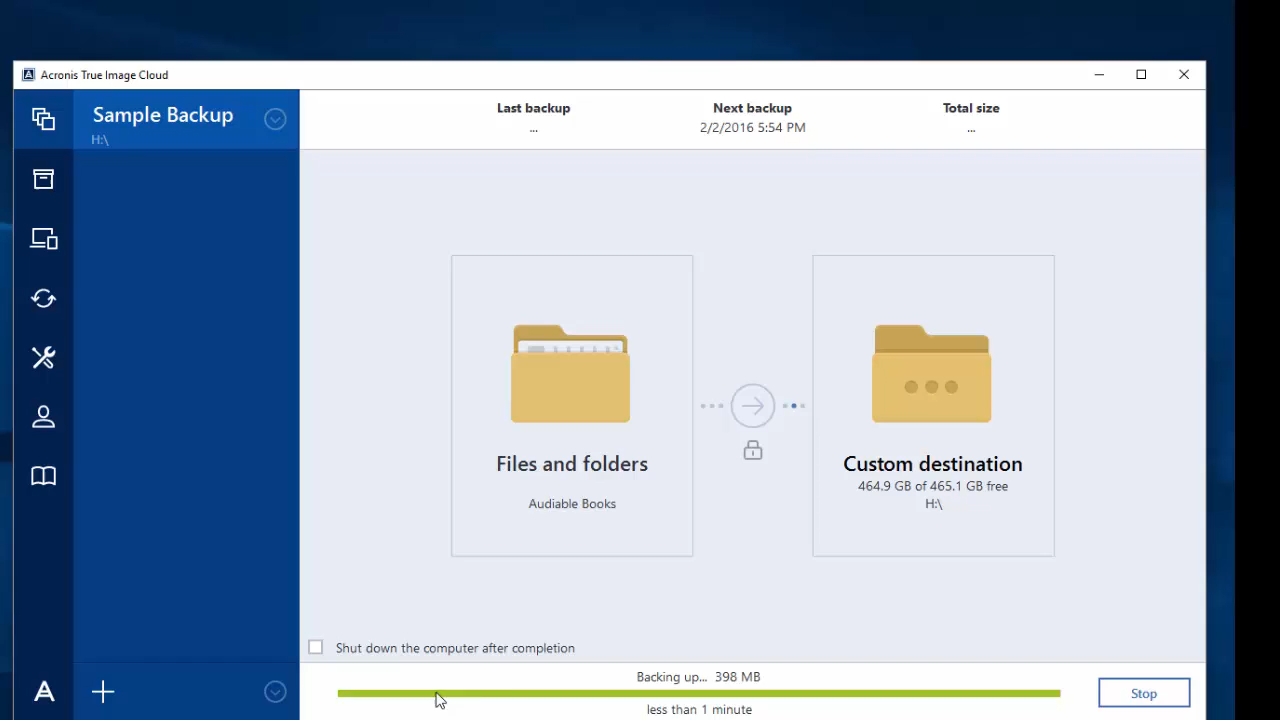 Acronis True Image Cloud
Sample Backup
H:\
Last backup
...
Next backup
2/2/2016 5:54 PM
Total size
...
Files and folders
Audiable Books
Custom destination
464.9 GB of 465.1 GB free
H:\
Shut down the computer after completion
Backing up... 398 MB
less than 1 minute
Stop